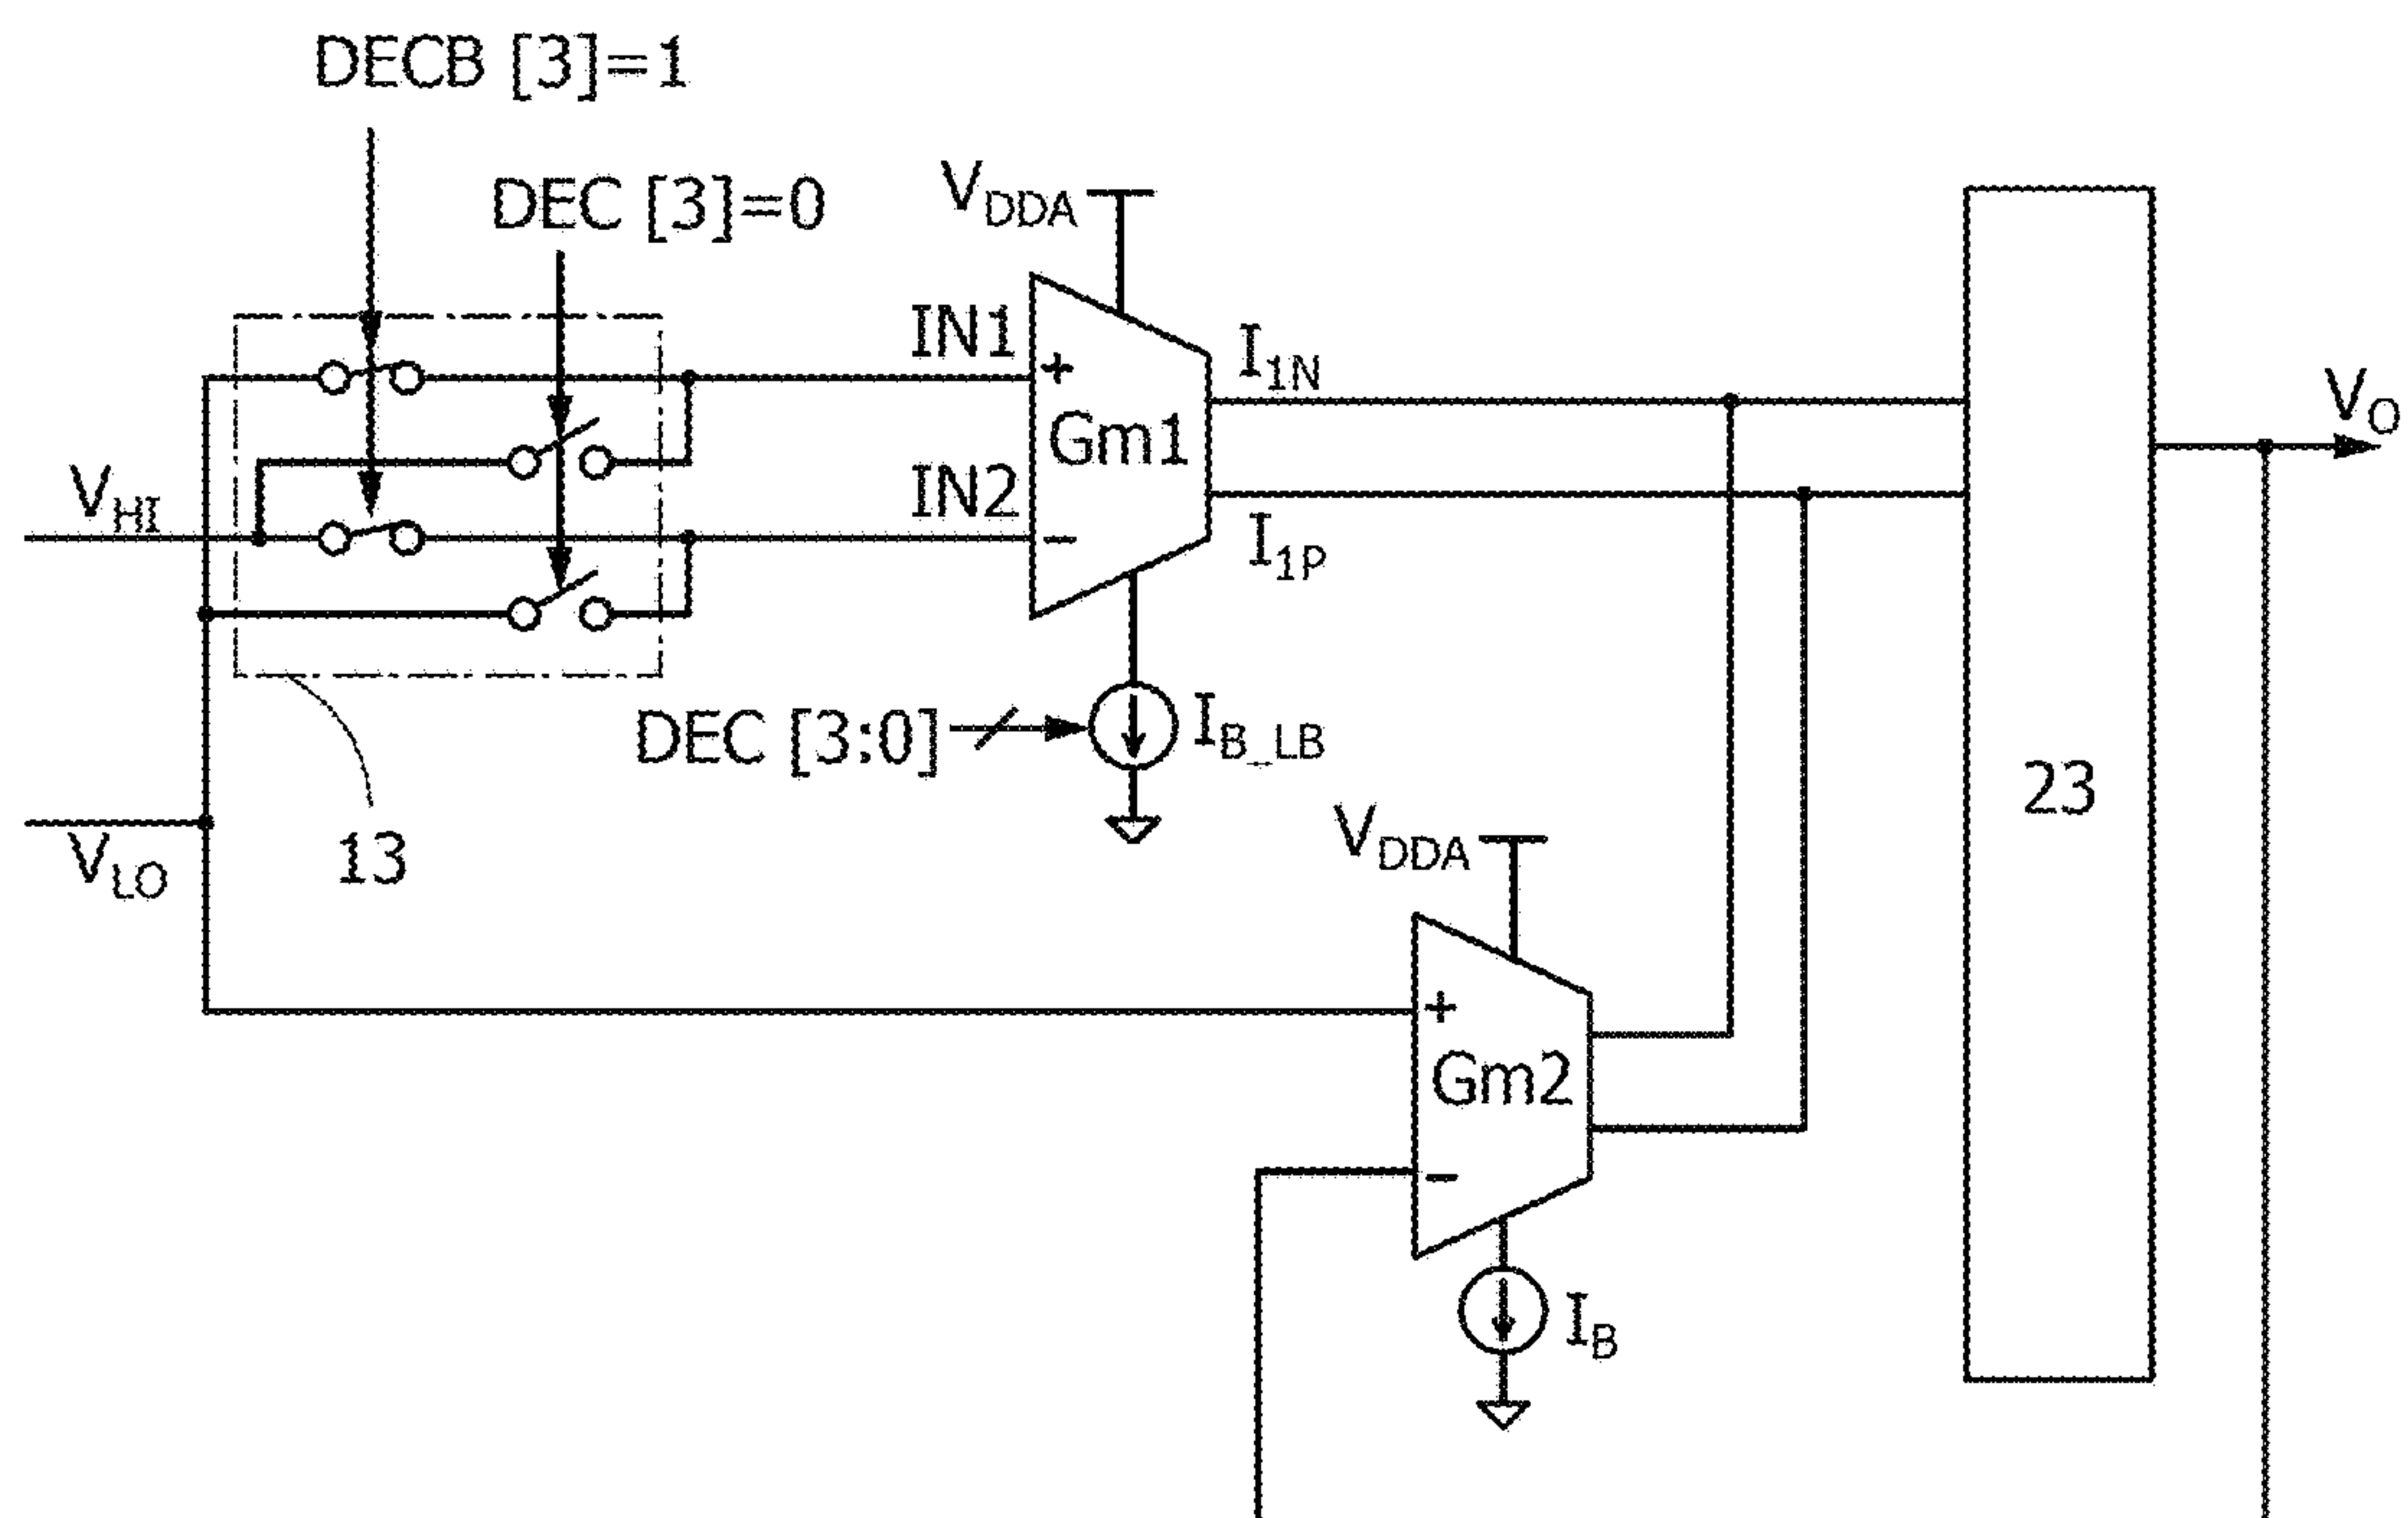 DECB [3]=1
DEC [3]=0
VDDA
IN1
+
Gm1
I1N
VO
VHI
IN2
−
I1P
DEC [3:0]
IB_LB
23
VLO
13
VDDA
+
Gm2
−
IB